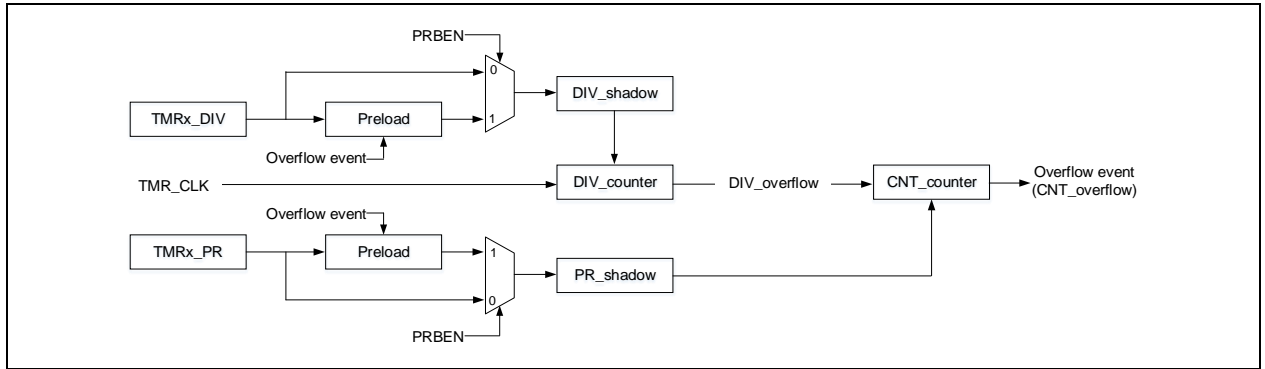 PRBEN
0
DIV_shadow
TMRx_DIV
Preload
1
Overflow event
TMR_CLK
DIV_counter
DIV_overflow
CNT_counter
Overflow event
(CNT_overflow)
Overflow event
TMRx_PR
Preload
1
PR_shadow
0
PRBEN